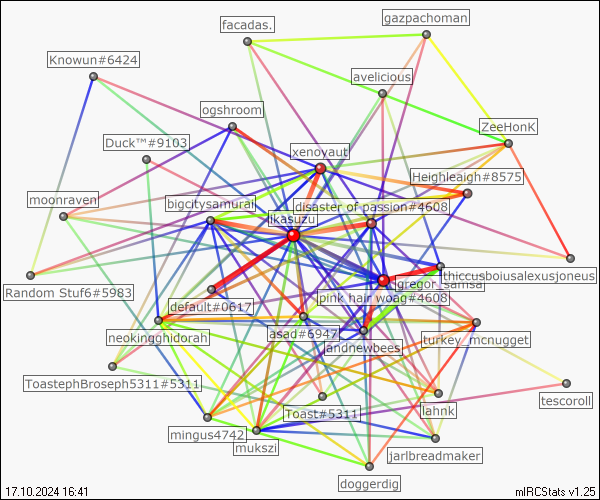 facadas.
gazpachoman
Knowun#6424
avelicious
ogshroom|
ZeeHonK
Duck™#9103
xenoyaut
Heighleaigh#8575
moonraven
bigcitysamurai
disaster of passion#4608
ikasuzu
thiccusboiusalexusjoneus
Random Stuf6#5983
gregor_samsa
default#0617
pink hair woag#4608
neokingghidorah
asad#6947
andnewbees
turkey_mcnugget
ToastephBroseph5311#5311
tescoroll
Toast#5311
lahnk
mingus4742
mukszi
jarlbreadmaker
doggerdig
17.10.2024 16:41
mIRCStats v1.25